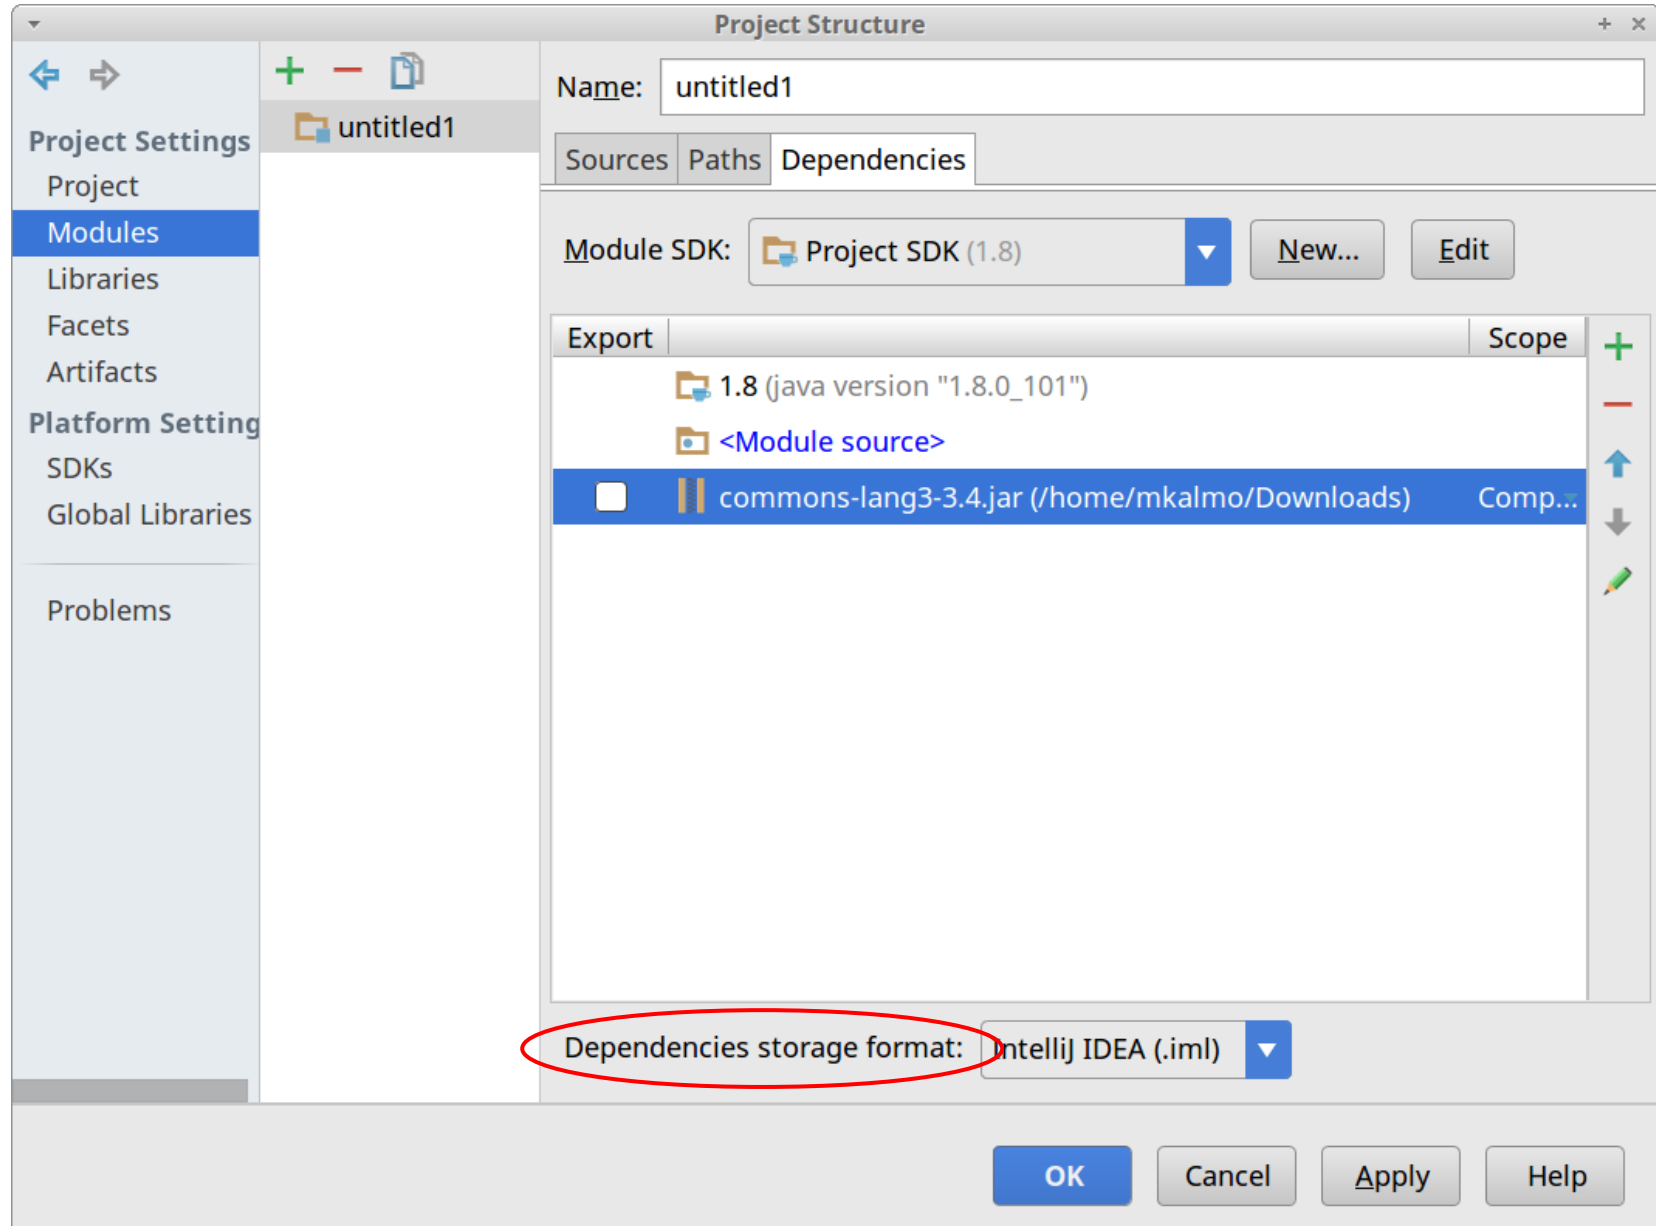 Project Structure
Project Settings
Project
Modules
Libraries
Facets
Artifacts
Platform Setting
SDKs
Global Libraries
Problems
untitled1
Name: untitled1
Sources Paths Dependencies
Module SDK: Project SDK (1.8) New... Edit
Export Scope
1.8 (java version "1.8.0_101")
<Module source>
commons-lang3-3.4.jar (/home/mkalmo/Downloads) Comp...
Dependencies storage format: IntelliJ IDEA (.iml)
OK Cancel Apply Help